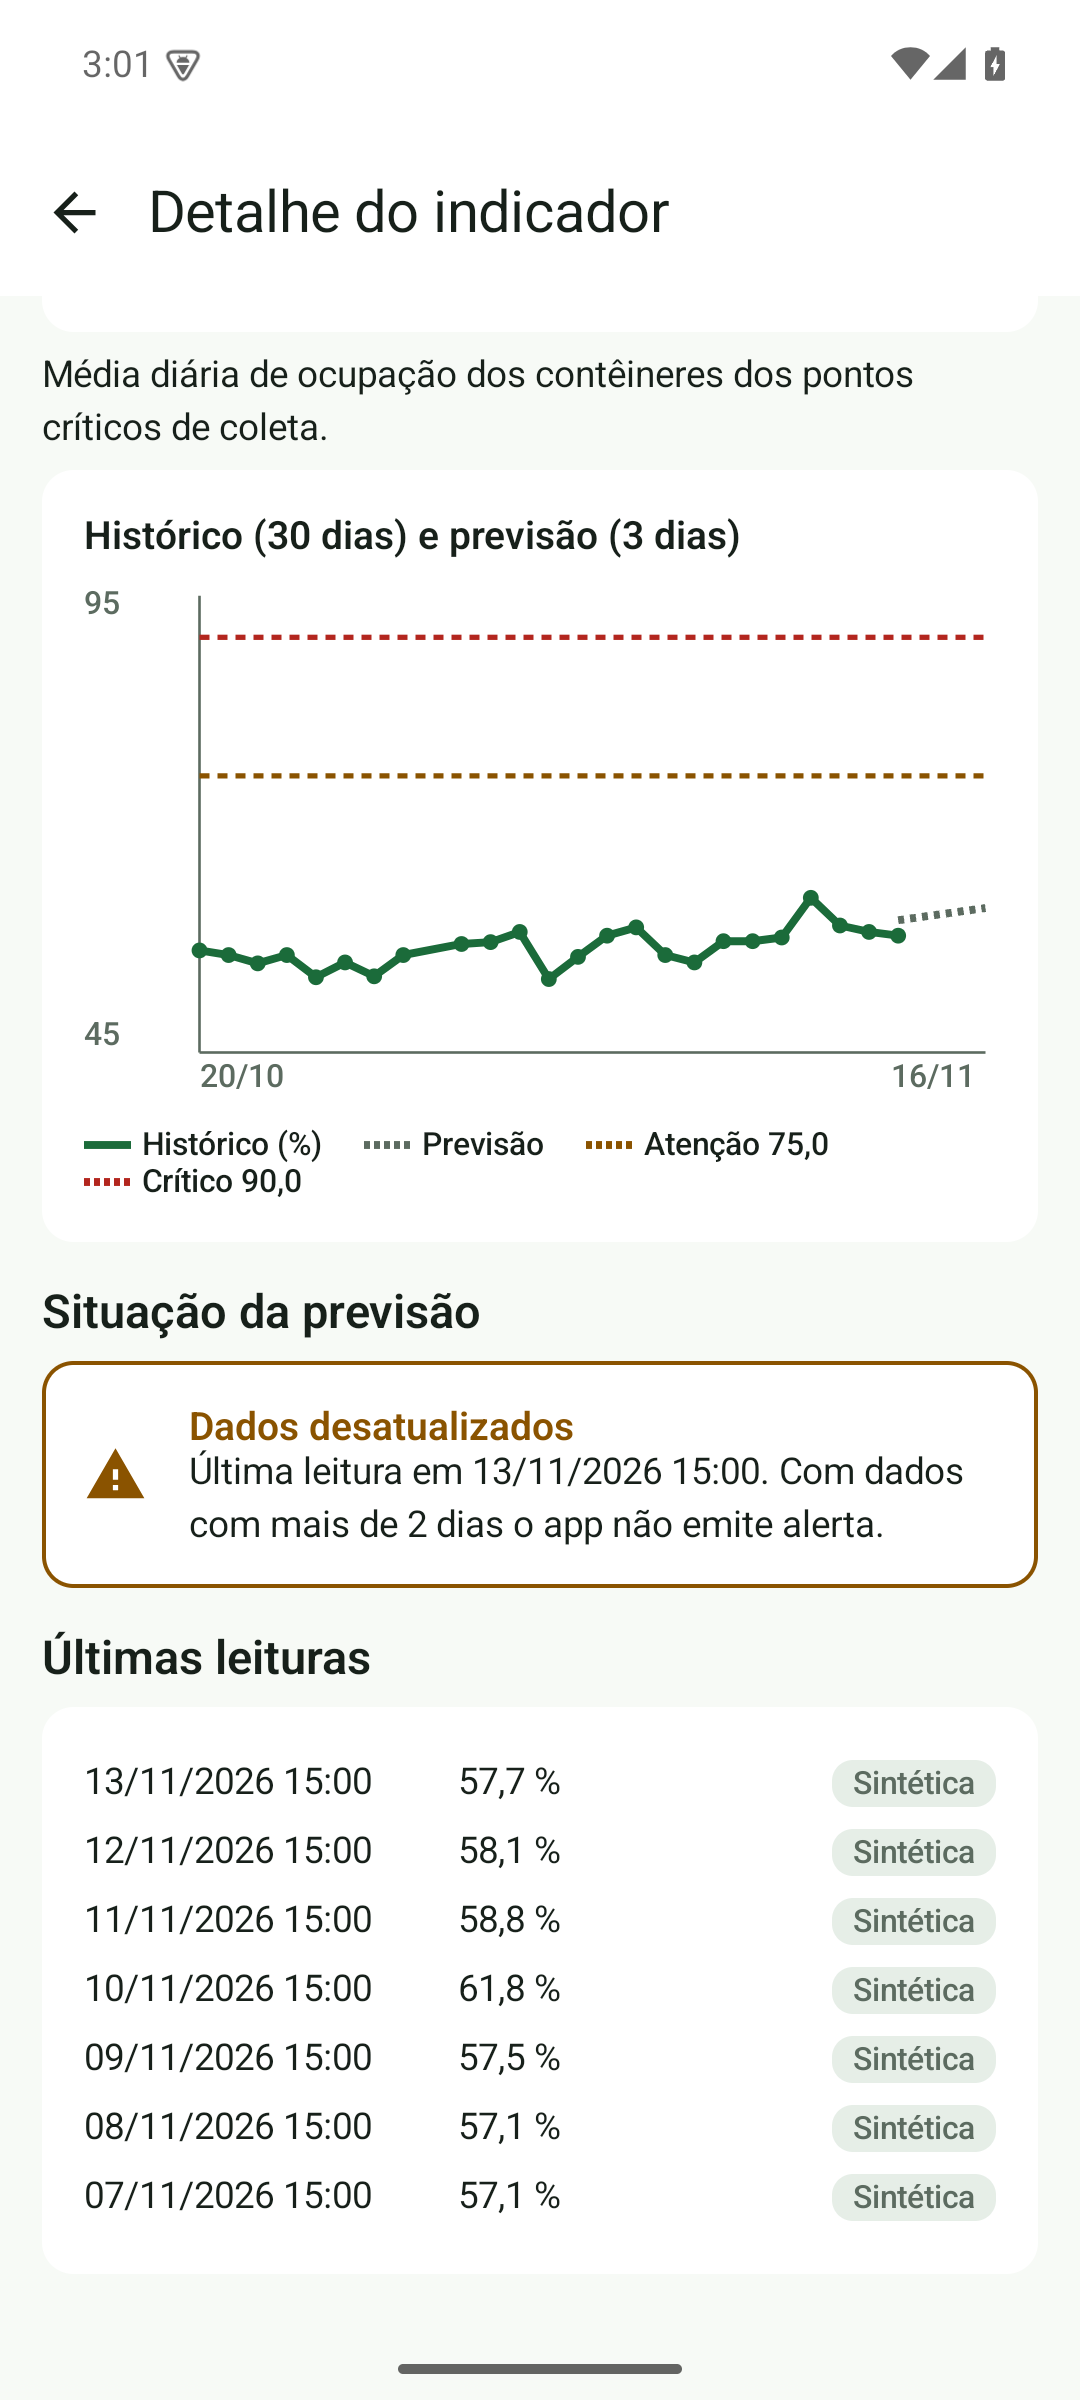 3:01
Detalhe do indicador
Média diária de ocupação dos contêineres dos pontos
críticos de coleta.
Histórico (30 dias) e previsão (3 dias)
95
45
20/10
16/11
Histórico (%)
Previsão
Atenção 75,0
Crítico 90,0
Situação da previsão
Dados desatualizados
Última leitura em 13/11/2026 15:00. Com dados
com mais de 2 dias o app não emite alerta.
Últimas leituras
13/11/2026 15:00 57,7 % Sintética
12/11/2026 15:00 58,1 % Sintética
11/11/2026 15:00 58,8 % Sintética
10/11/2026 15:00 61,8 % Sintética
09/11/2026 15:00 57,5 % Sintética
08/11/2026 15:00 57,1 % Sintética
07/11/2026 15:00 57,1 % Sintética